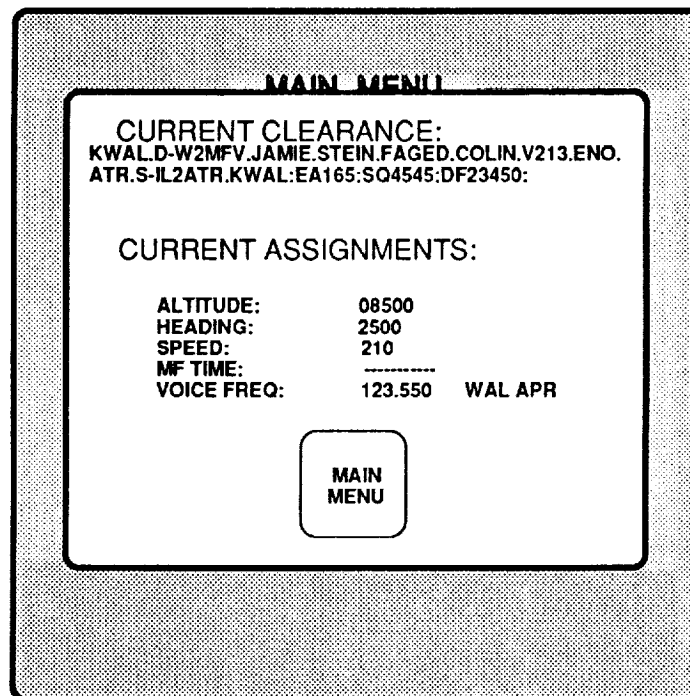 MAIN MENU
CURRENT CLEARANCE:
KWAL.D-W2MFV.JAMIE.STEIN.FAGED.COLIN.V213.ENO.
ATR.S-IL2ATR.KWAL:EA165:SQ4545:DF23450:
CURRENT ASSIGNMENTS:
ALTITUDE: 08500
HEADING: 2500
SPEED: 210
MF TIME: -----------
VOICE FREQ: 123.550 WAL APR
MAIN
MENU